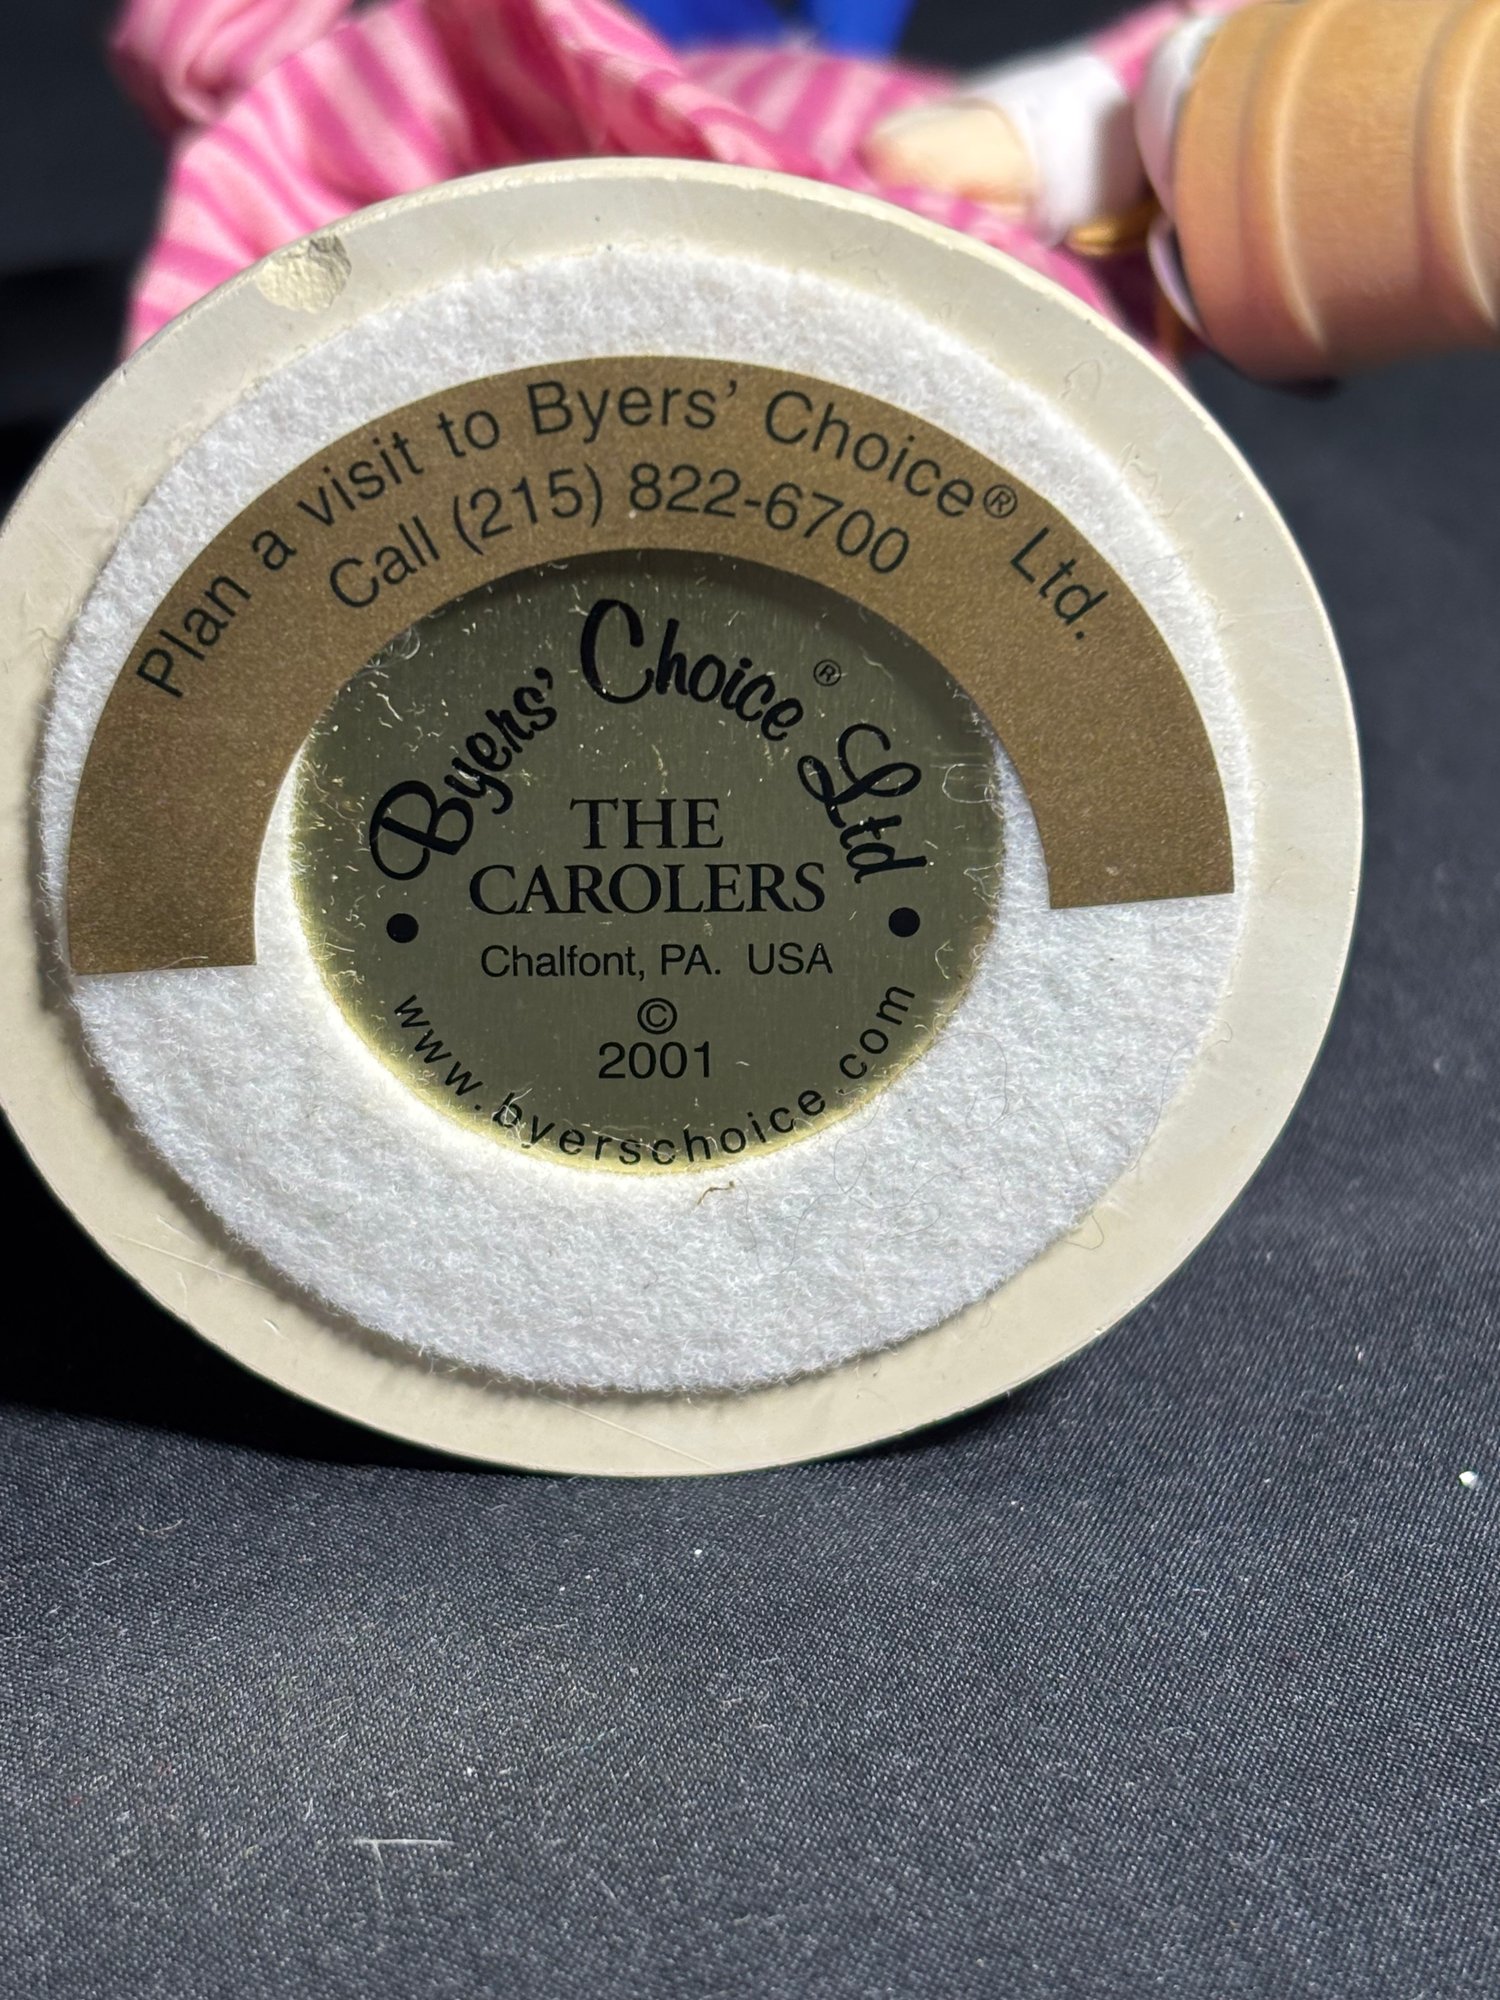 Plan a visit to Byers' Choice® Ltd.
Call (215) 822-6700
Byers' Choice® Ltd
THE
CAROLERS
Chalfont, PA. USA
©
2001
www.byerschoice.com